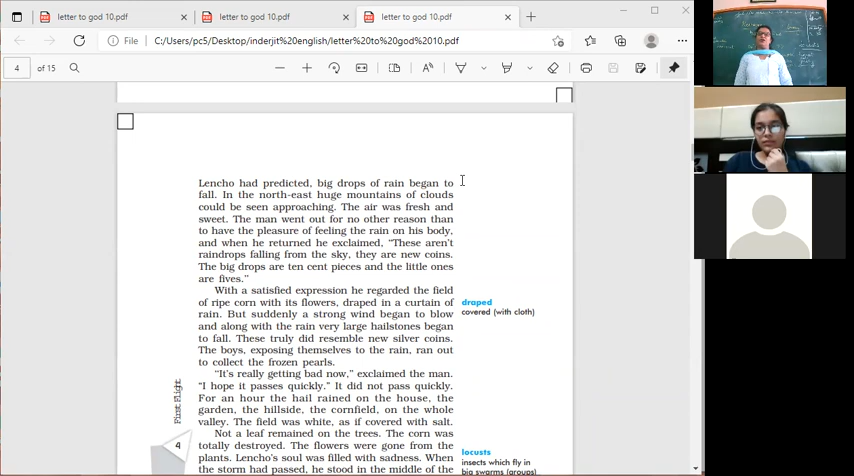 letter to god 10.pdf
letter to god 10.pdf
letter to god 10.pdf
File
C:/Users/pc5/Desktop/inderjit%20english/letter%20to%20god%2010.pdf
4 of 15
Lencho had predicted, big drops of rain began to
fall. In the north-east huge mountains of clouds
could be seen approaching. The air was fresh and
sweet. The man went out for no other reason than
to have the pleasure of feeling the rain on his body,
and when he returned he exclaimed, “These aren't
raindrops falling from the sky, they are new coins.
The big drops are ten cent pieces and the little ones
are fives.”
With a satisfied expression he regarded the field
of ripe corn with its flowers, draped in a curtain of
rain. But suddenly a strong wind began to blow
and along with the rain very large hailstones began
to fall. These truly did resemble new silver coins.
The boys, exposing themselves to the rain, ran out
to collect the frozen pearls.
“It's really getting bad now,” exclaimed the man.
“I hope it passes quickly.” It did not pass quickly.
For an hour the hail rained on the house, the
garden, the hillside, the cornfield, on the whole
valley. The field was white, as if covered with salt.
Not a leaf remained on the trees. The corn was
totally destroyed. The flowers were gone from the
plants. Lencho's soul was filled with sadness. When
the storm had passed, he stood in the middle of the
draped
covered (with cloth)
locusts
insects which fly in
big swarms (groups)
First Flight
4